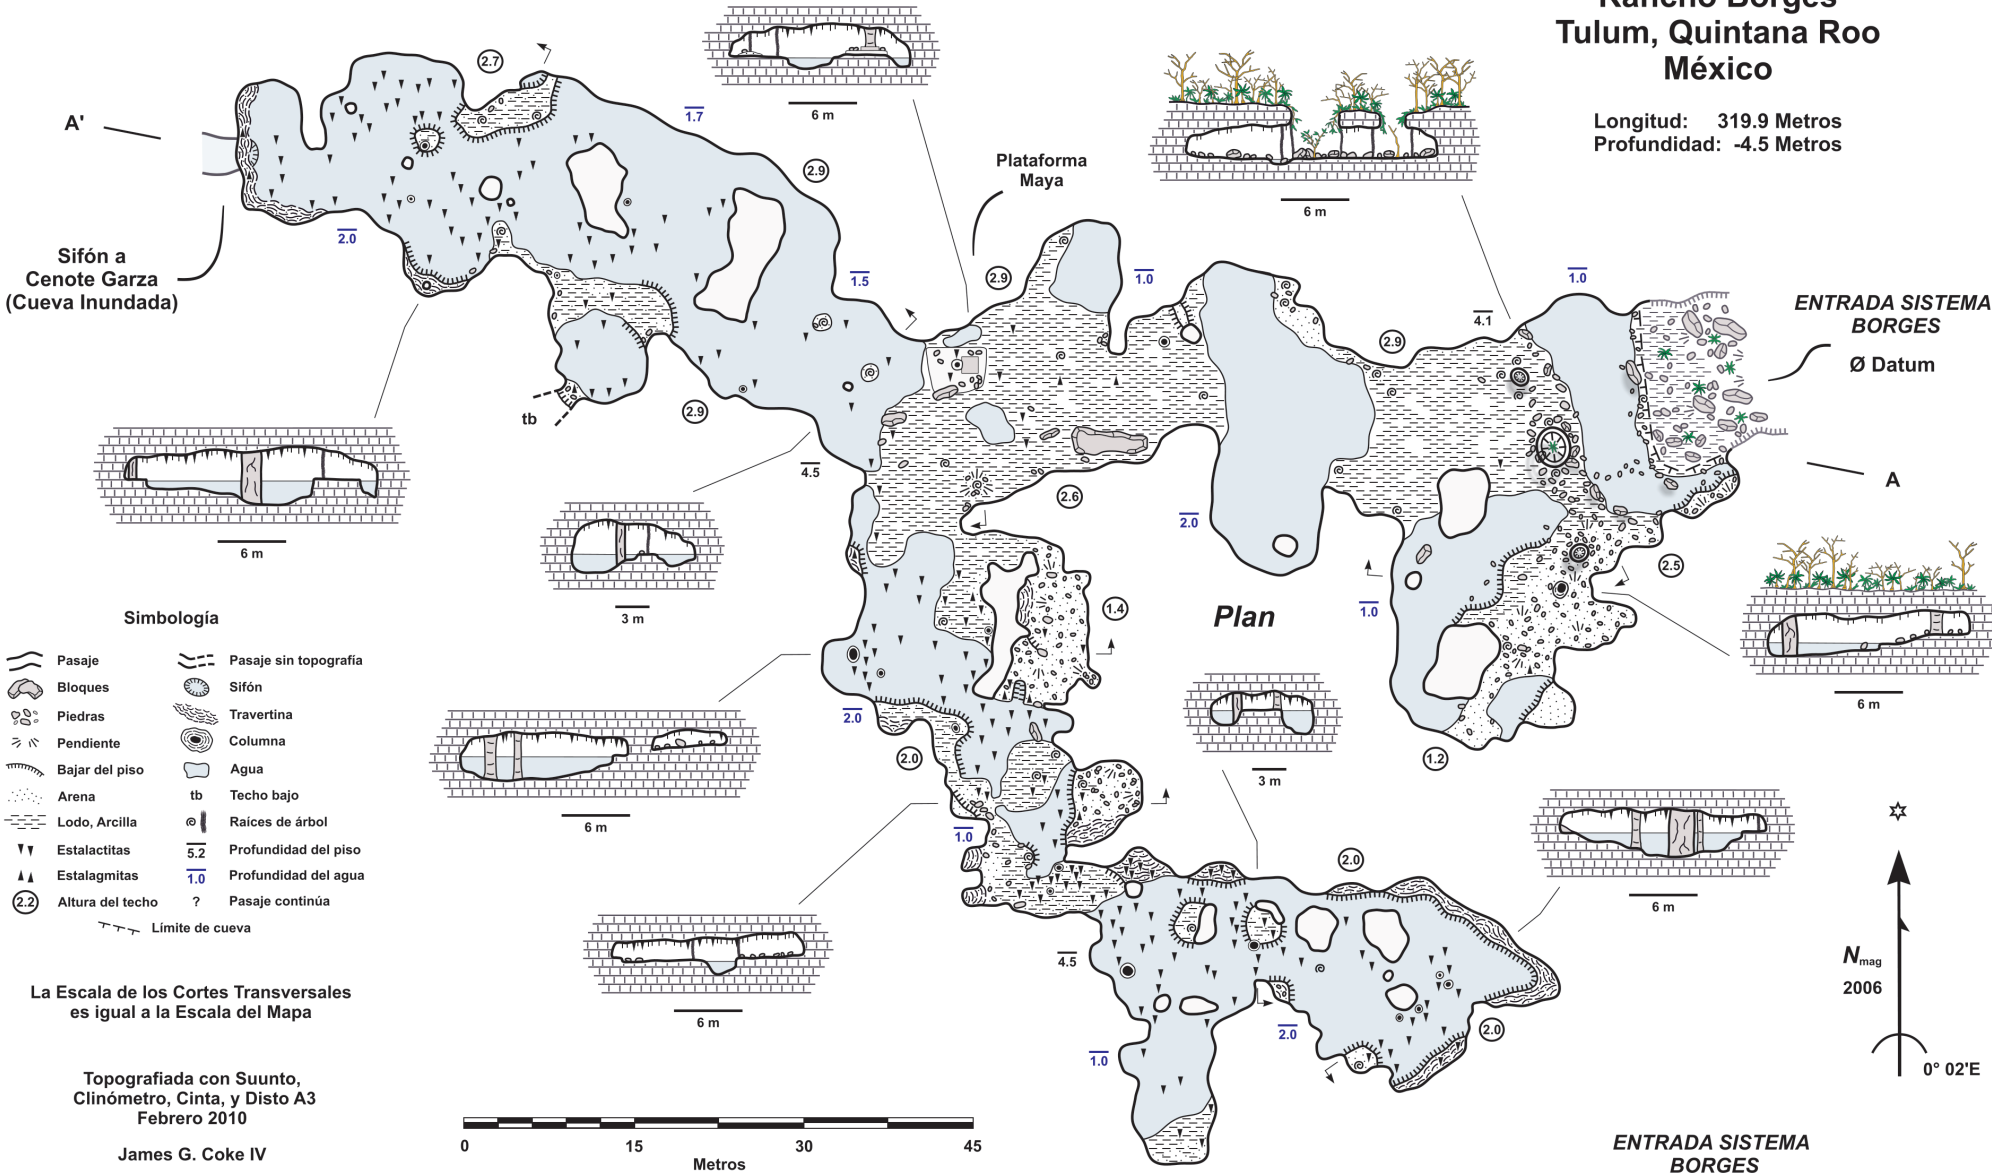 Rancho Borges
Tulum, Quintana Roo
México
Longitud: 319.9 Metros
Profundidad: -4.5 Metros
A'
Sifón a
Cenote Garza
(Cueva Inundada)
2.7
1.7
2.9
2.0
1.5
6 m
Plataforma
Maya
2.9
1.0
6 m
2.9
4.1
1.0
ENTRADA SISTEMA
BORGES
Ø Datum
A
tb
2.9
4.5
2.6
2.0
6 m
3 m
1.4
Plan
1.0
2.5
6 m
2.0
2.0
6 m
1.0
3 m
1.2
6 m
6 m
2.0
4.5
1.0
2.0
2.0
Simbología
Pasaje
Bloques
Piedras
Pendiente
Bajar del piso
Arena
Lodo, Arcilla
Estalactitas
Estalagmitas
2.2 Altura del techo
Pasaje sin topografía
Sifón
Travertina
Columna
Agua
tb Techo bajo
Raíces de árbol
5.2 Profundidad del piso
1.0 Profundidad del agua
? Pasaje continúa
Límite de cueva
La Escala de los Cortes Transversales
es igual a la Escala del Mapa
Topografiada con Suunto,
Clinómetro, Cinta, y Disto A3
Febrero 2010
James G. Coke IV
0 15 30 45
Metros
N mag
2006
0° 02'E
ENTRADA SISTEMA
BORGES